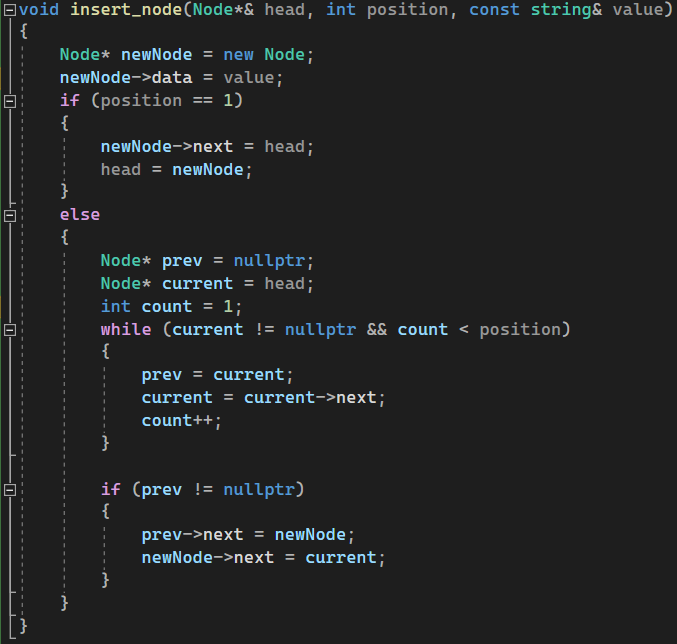 void insert_node(Node*& head, int position, const string& value)
{
    Node* newNode = new Node;
    newNode->data = value;
    if (position == 1)
    {
        newNode->next = head;
        head = newNode;
    }
    else
    {
        Node* prev = nullptr;
        Node* current = head;
        int count = 1;
        while (current != nullptr && count < position)
        {
            prev = current;
            current = current->next;
            count++;
        }

        if (prev != nullptr)
        {
            prev->next = newNode;
            newNode->next = current;
        }
    }
}